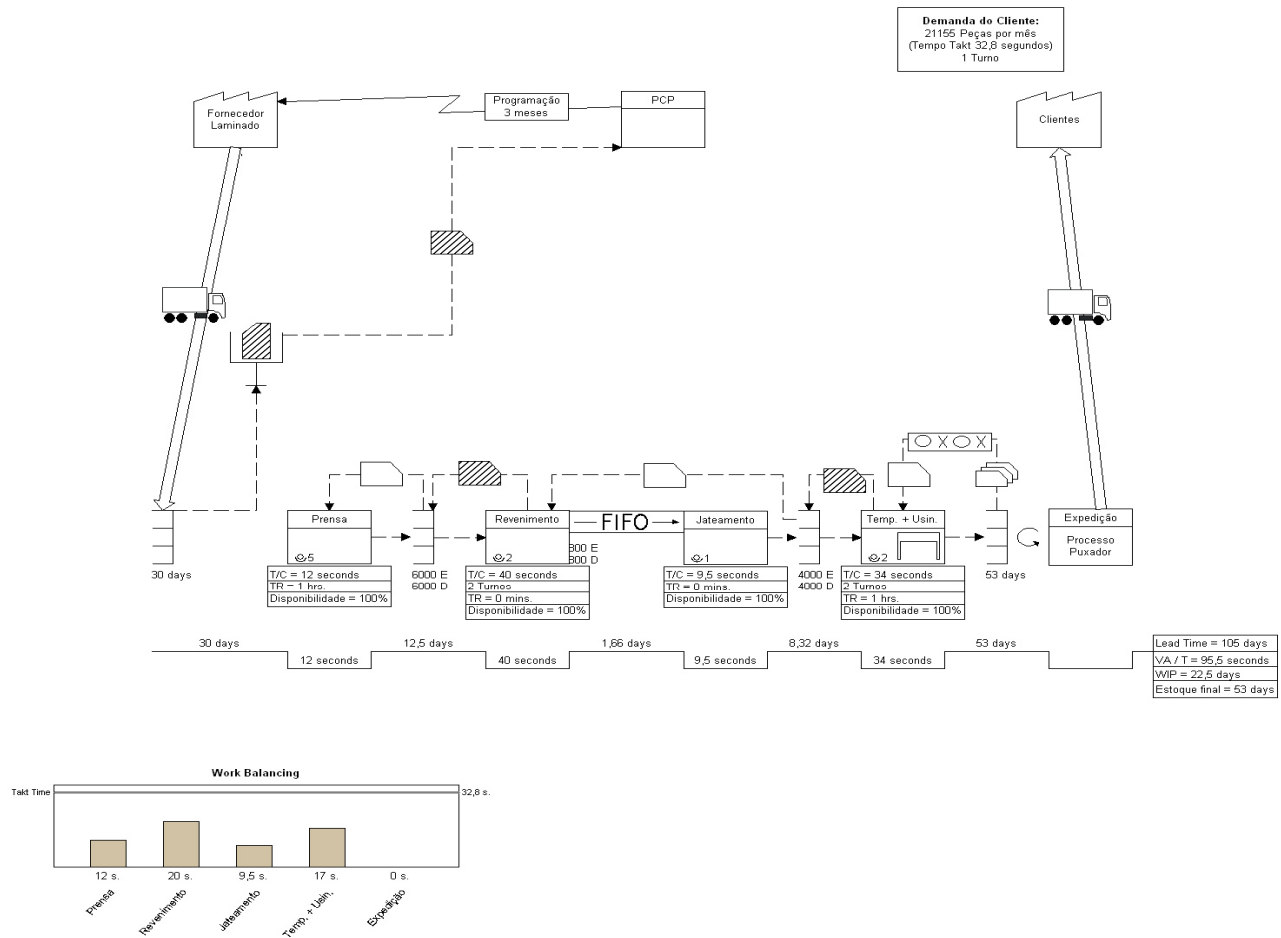 Demanda do Cliente:
21155 Peças por mês
(Tempo Takt 32,8 segundos)
1 Turno
Fornecedor
Laminado
Programação
3 meses
PCP
Clientes
Prensa
5
T/C = 12 seconds
TR = 1 hrs.
Disponibilidade = 100%
Revenimento
2
T/C = 40 seconds
2 Turnos
TR = 0 mins.
Disponibilidade = 100%
FIFO
800 E
800 D
Jateamento
1
T/C = 9,5 seconds
TR = 0 mins.
Disponibilidade = 100%
Temp. + Usin.
2
T/C = 34 seconds
2 Turnos
TR = 1 hrs.
Disponibilidade = 100%
Expedição
Processo
Puxador
30 days
6000 E
6000 D
4000 E
4000 D
53 days
30 days
12 seconds
12,5 days
40 seconds
1,66 days
9,5 seconds
8,32 days
34 seconds
53 days
Lead Time = 105 days
VA / T = 95,5 seconds
WIP = 22,5 days
Estoque final = 53 days
Work Balancing
Takt Time
32,8 s.
12 s.
20 s.
9,5 s.
17 s.
0 s.
Prensa
Revenimento
Jateamento
Temp. + Usin.
Expedição